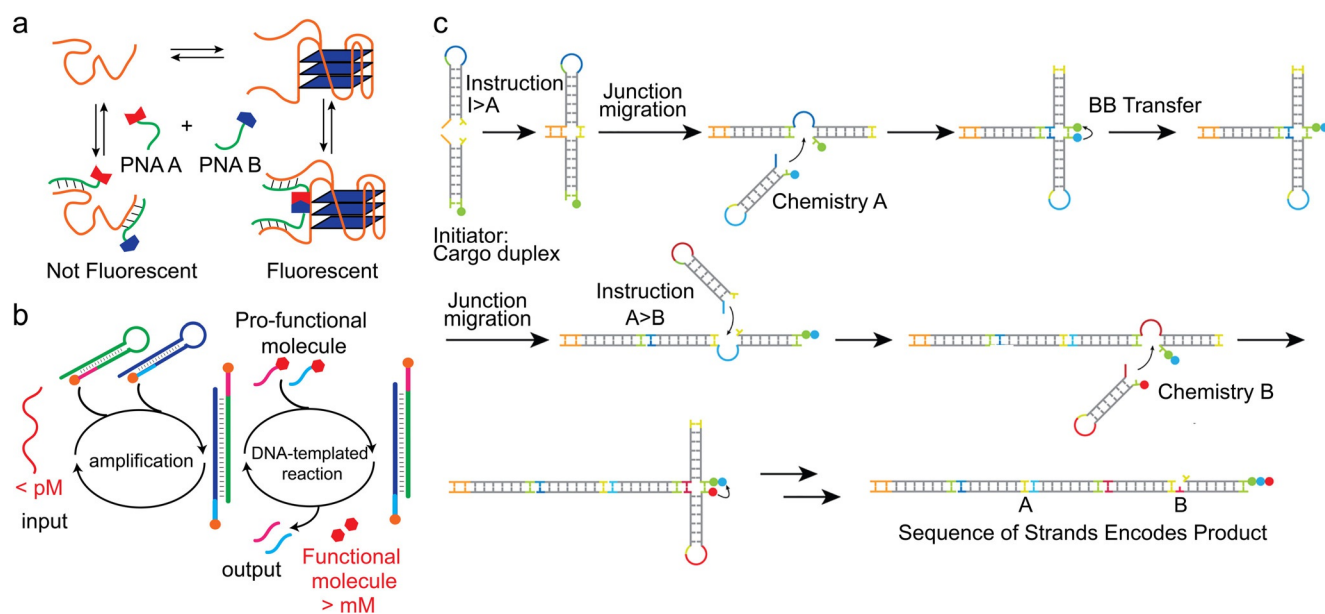 a
PNA A
+
PNA B
Not Fluorescent
Fluorescent
b
Pro-functional
molecule
amplification
DNA-templated
reaction
< pM
input
output
Functional
molecule
> mM
c
Instruction
I>A
Junction
migration
BB Transfer
Chemistry A
Initiator:
Cargo duplex
Junction
migration
Instruction
A>B
Chemistry B
A
B
Sequence of Strands Encodes Product